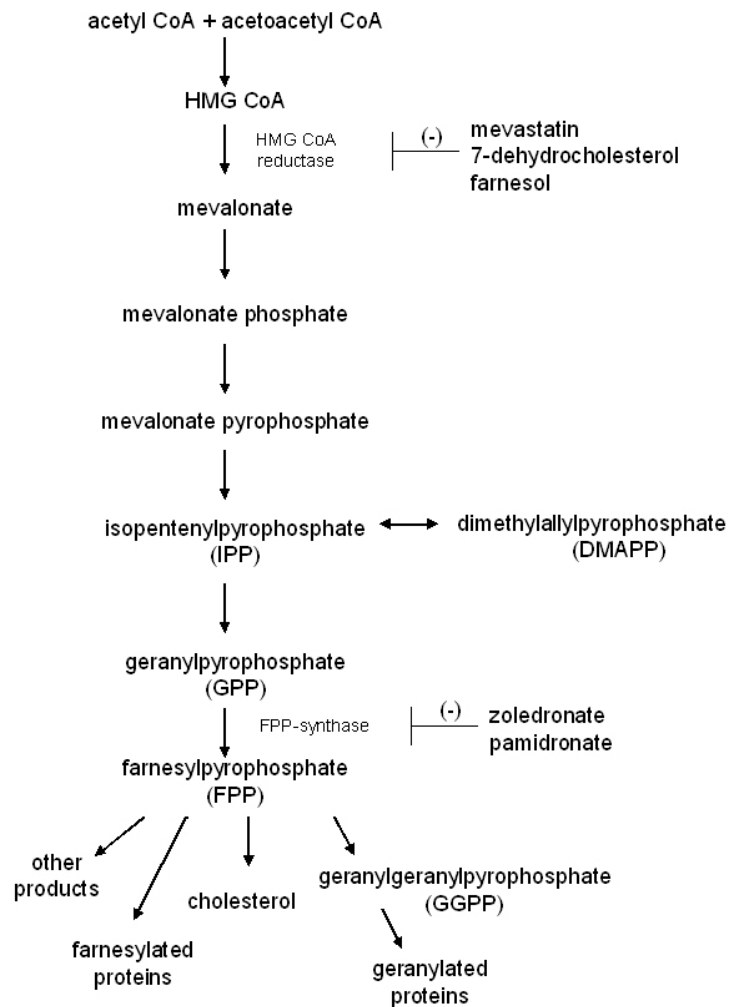 acetyl CoA + acetoacetyl CoA
HMG CoA
HMG CoA
reductase
(-)
mevastatin
7-dehydrocholesterol
farnesol
mevalonate
mevalonate phosphate
mevalonate pyrophosphate
isopentenylpyrophosphate
(IPP)
dimethylallylpyrophosphate
(DMAPP)
geranylpyrophosphate
(GPP)
FPP-synthase
(-)
zoledronate
pamidronate
farnesylpyrophosphate
(FPP)
other
products
farnesylated
proteins
cholesterol
geranylgeranylpyrophosphate
(GGPP)
geranylated
proteins